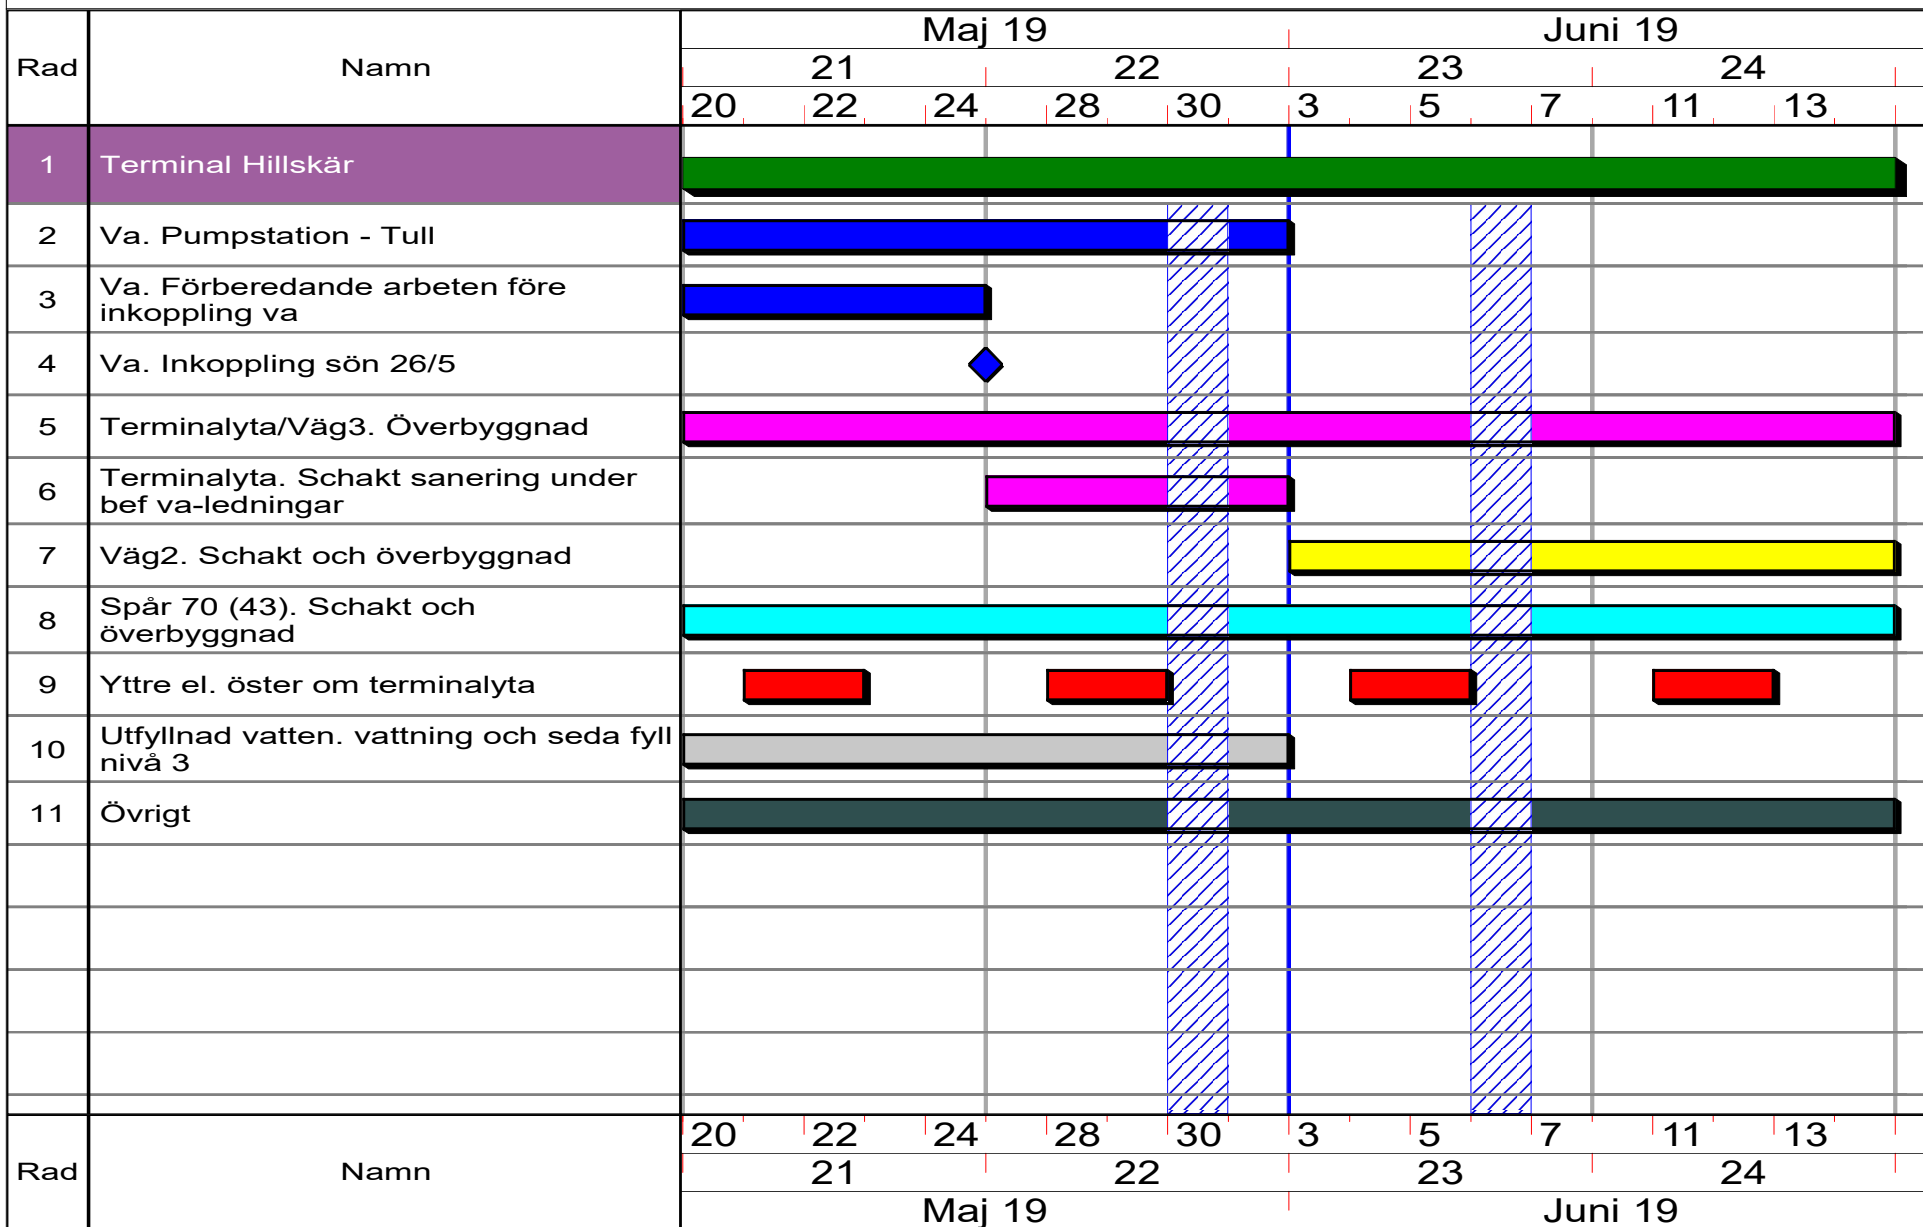 Maj 19 Juni 19
Rad Namn 21 22 23 24
20 22 24 28 30 3 5 7 11 13
1 Terminal Hillskär
2 Va. Pumpstation - Tull
3 Va. Förberedande arbeten före
inkoppling va
4 Va. Inkoppling sön 26/5
5 Terminalyta/Väg3. Överbyggnad
6 Terminalyta. Schakt sanering under
bef va-ledningar
7 Väg2. Schakt och överbyggnad
8 Spår 70 (43). Schakt och
överbyggnad
9 Yttre el. öster om terminalyta
10 Utfyllnad vatten. vattning och seda fyll
nivå 3
11 Övrigt
20 22 24 28 30 3 5 7 11 13
Rad Namn 21 22 23 24
Maj 19 Juni 19